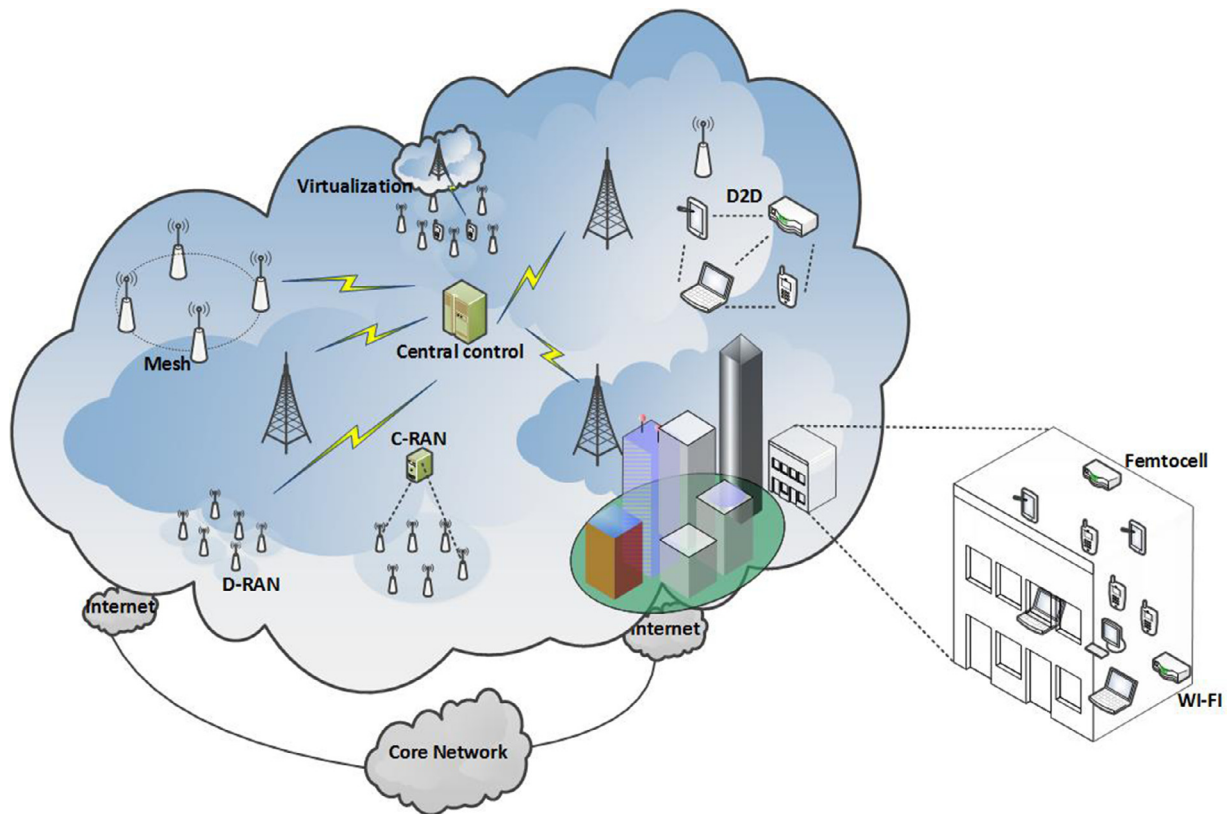 Virtualization
D2D
Mesh
Central control
C-RAN
Femtocell
D-RAN
Internet
Internet
WI-FI
Core Network